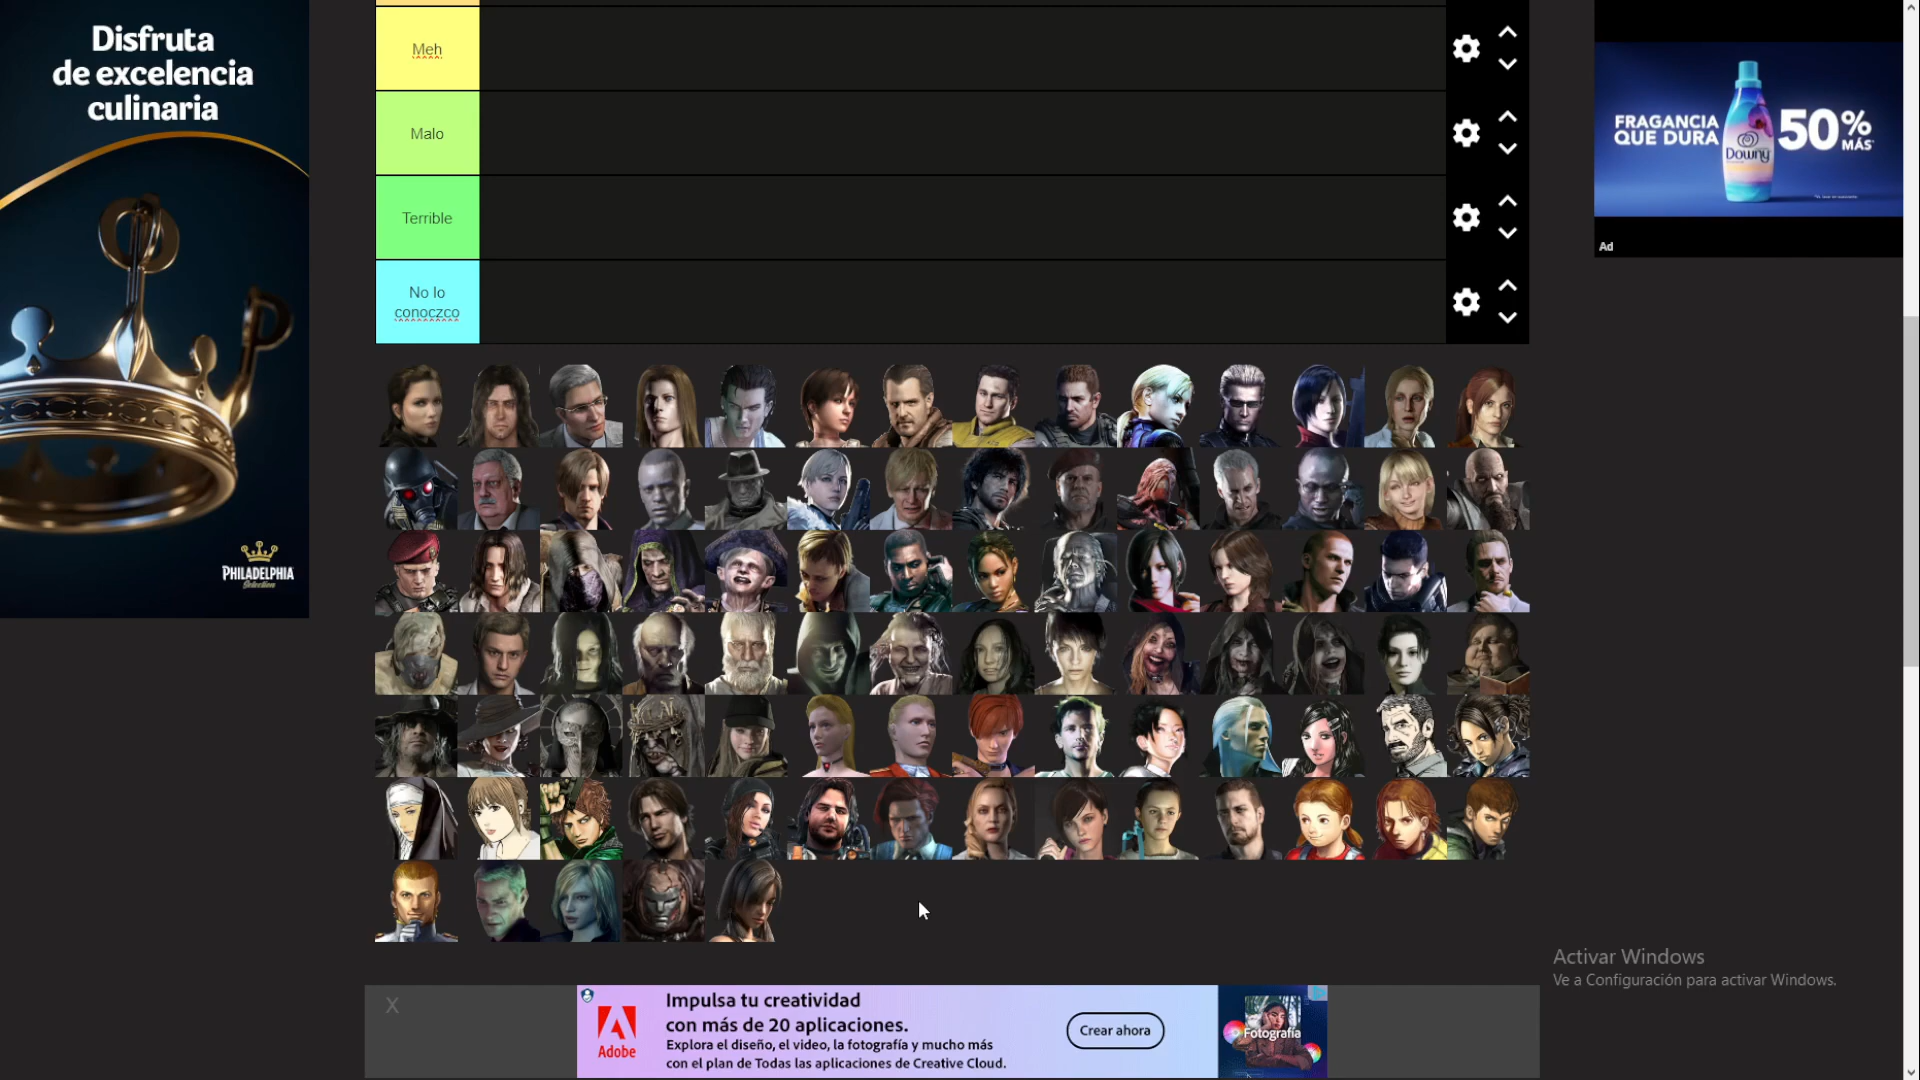 Disfruta
de excelencia
culinaria
PHILADELPHIA
Selection
Meh
Malo
Terrible
No lo
conoczco
FRAGANCIA
QUE DURA
Downy
50%
MÁS
Ad
Activar Windows
Ve a Configuración para activar Windows.
X
Adobe
Impulsa tu creatividad
con más de 20 aplicaciones.
Explora el diseño, el video, la fotografía y mucho más
con el plan de Todas las aplicaciones de Creative Cloud.
Crear ahora
Fotografía